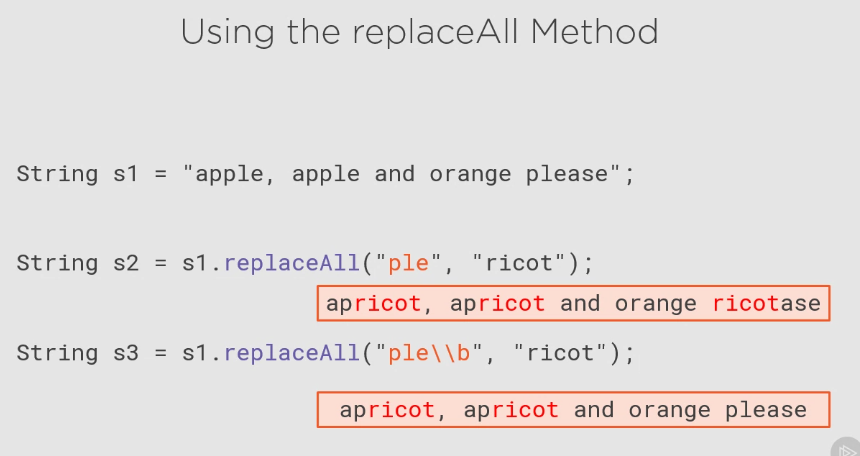 Using the replaceAll Method
String s1 = "apple, apple and orange please";
String s2 = s1.replaceAll("ple", "ricot");
apricot, apricot and orange ricotase
String s3 = s1.replaceAll("ple\\b", "ricot");
apricot, apricot and orange please